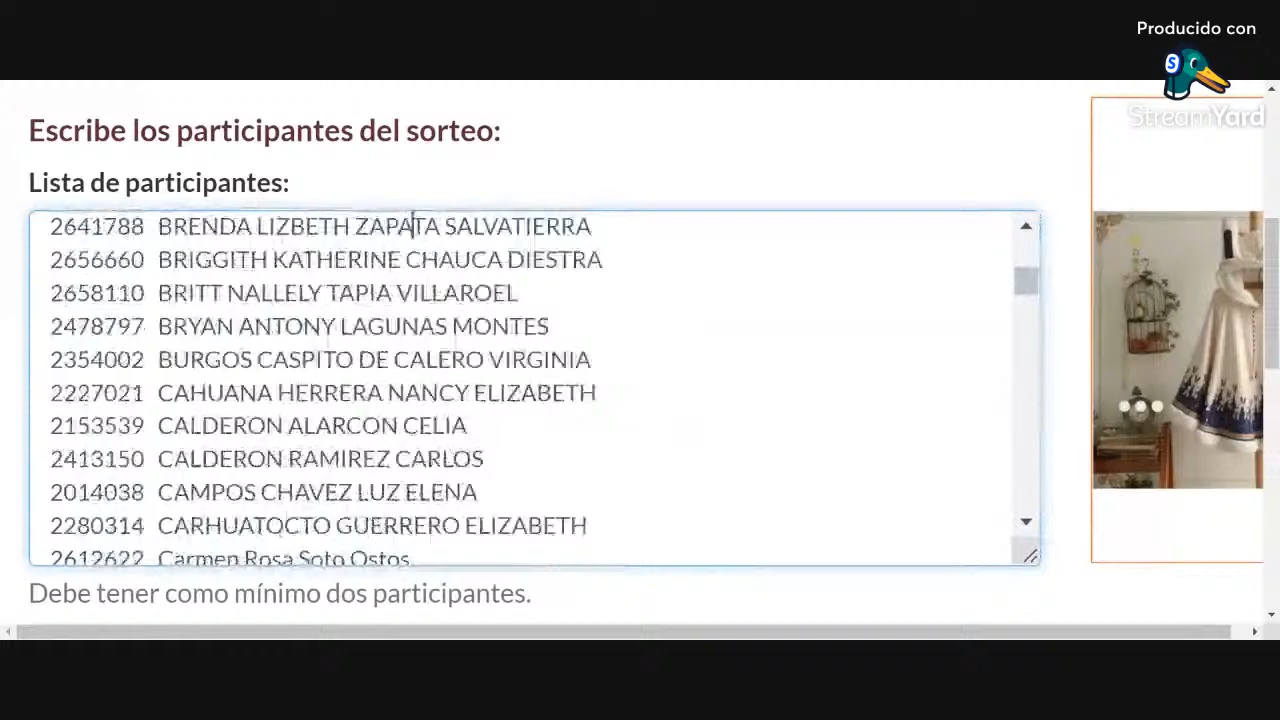 Producido con
StreamYard
Escribe los participantes del sorteo:
Lista de participantes:
2641788 BRENDA LIZBETH ZAPATA SALVATIERRA
2656660 BRIGGITH KATHERINE CHAUCA DIESTRA
2658110 BRITT NALLELY TAPIA VILLAROEL
2478797 BRYAN ANTONY LAGUNAS MONTES
2354002 BURGOS CASPITO DE CALERO VIRGINIA
2227021 CAHUANA HERRERA NANCY ELIZABETH
2153539 CALDERON ALARCON CELIA
2413150 CALDERON RAMIREZ CARLOS
2014038 CAMPOS CHAVEZ LUZ ELENA
2280314 CARHUATOCTO GUERRERO ELIZABETH
2612622 Carmen Rosa Soto Ostos
Debe tener como mínimo dos participantes.